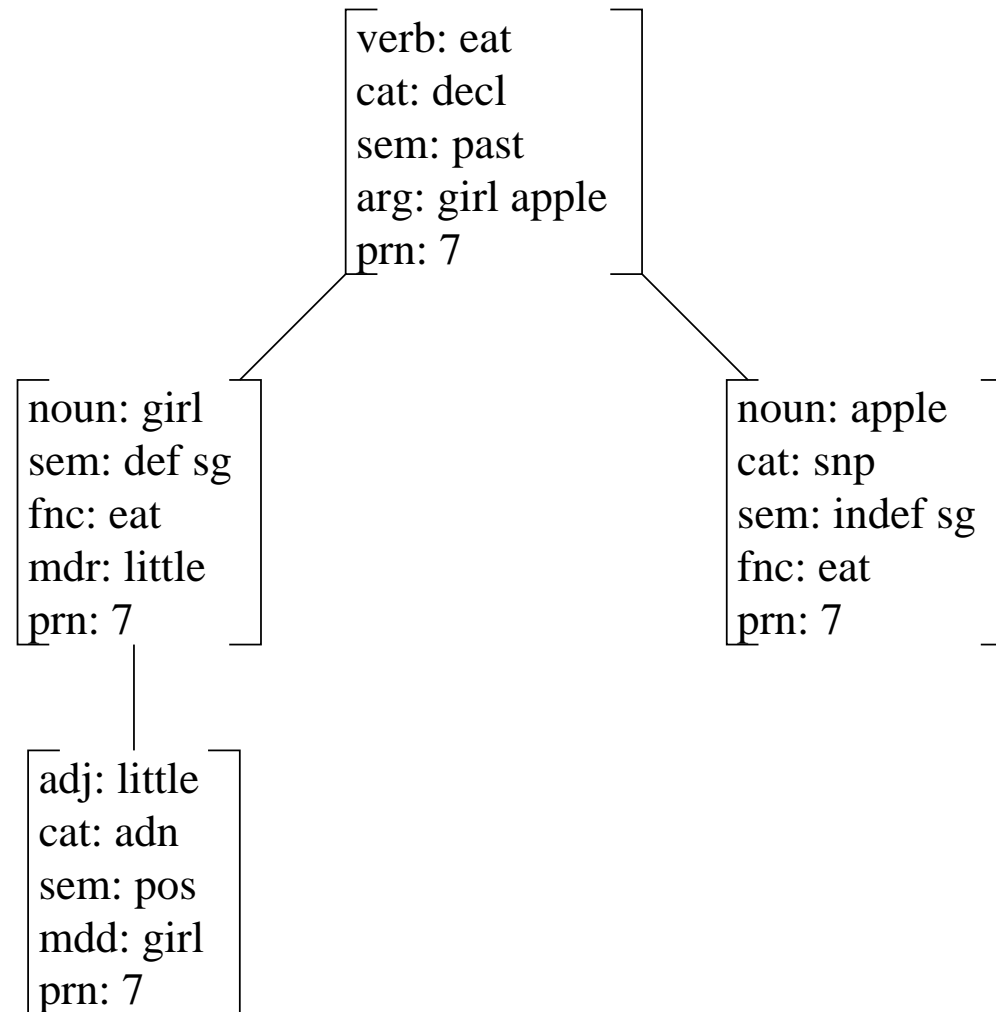 verb: eat
cat: decl
sem: past
arg: girl apple
prn: 7
noun: girl
sem: def sg
fnc: eat
mdr: little
prn: 7
noun: apple
cat: snp
sem: indef sg
fnc: eat
prn: 7
adj: little
cat: adn
sem: pos
mdd: girl
prn: 7